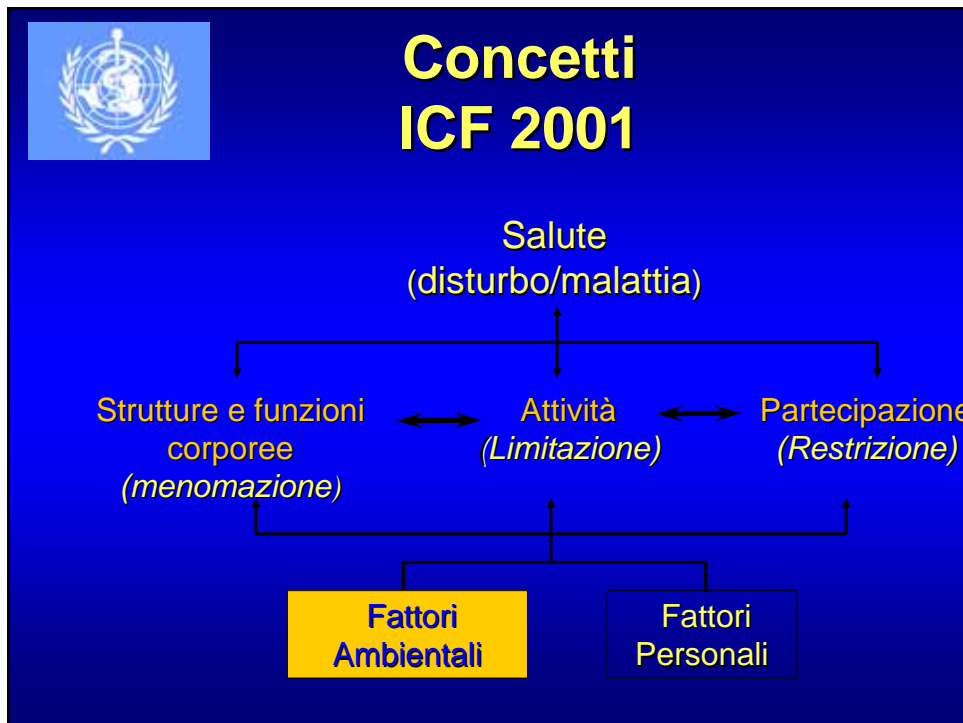 Concetti
ICF 2001
Salute
(disturbo/malattia)
Strutture e funzioni
corporee
(menomazione)
Attività
(Limitazione)
Partecipazione
(Restrizione)
Fattori
Ambientali
Fattori
Personali